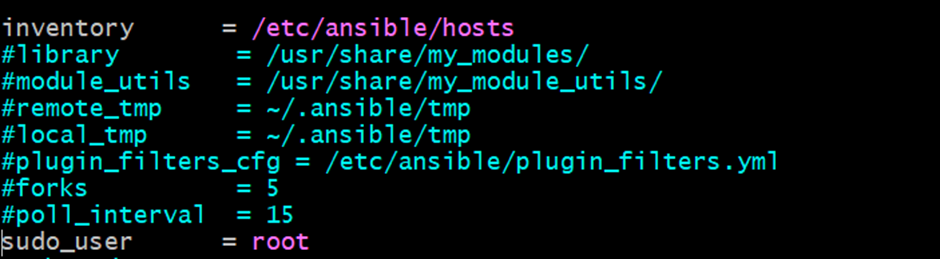 inventory = /etc/ansible/hosts
#library = /usr/share/my_modules/
#module_utils = /usr/share/my_module_utils/
#remote_tmp = ~/.ansible/tmp
#local_tmp = ~/.ansible/tmp
#plugin_filters_cfg = /etc/ansible/plugin_filters.yml
#forks = 5
#poll_interval = 15
sudo_user = root